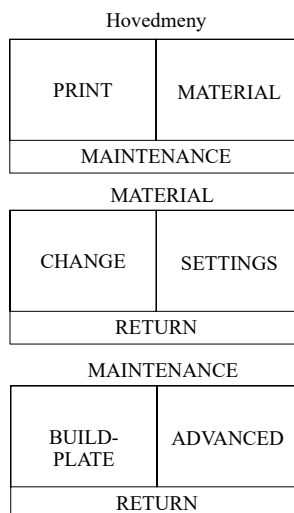 Hovedmeny
PRINT MATERIAL
MAINTENANCE
MATERIAL
CHANGE SETTINGS
RETURN
MAINTENANCE
BUILD- ADVANCED
PLATE
RETURN